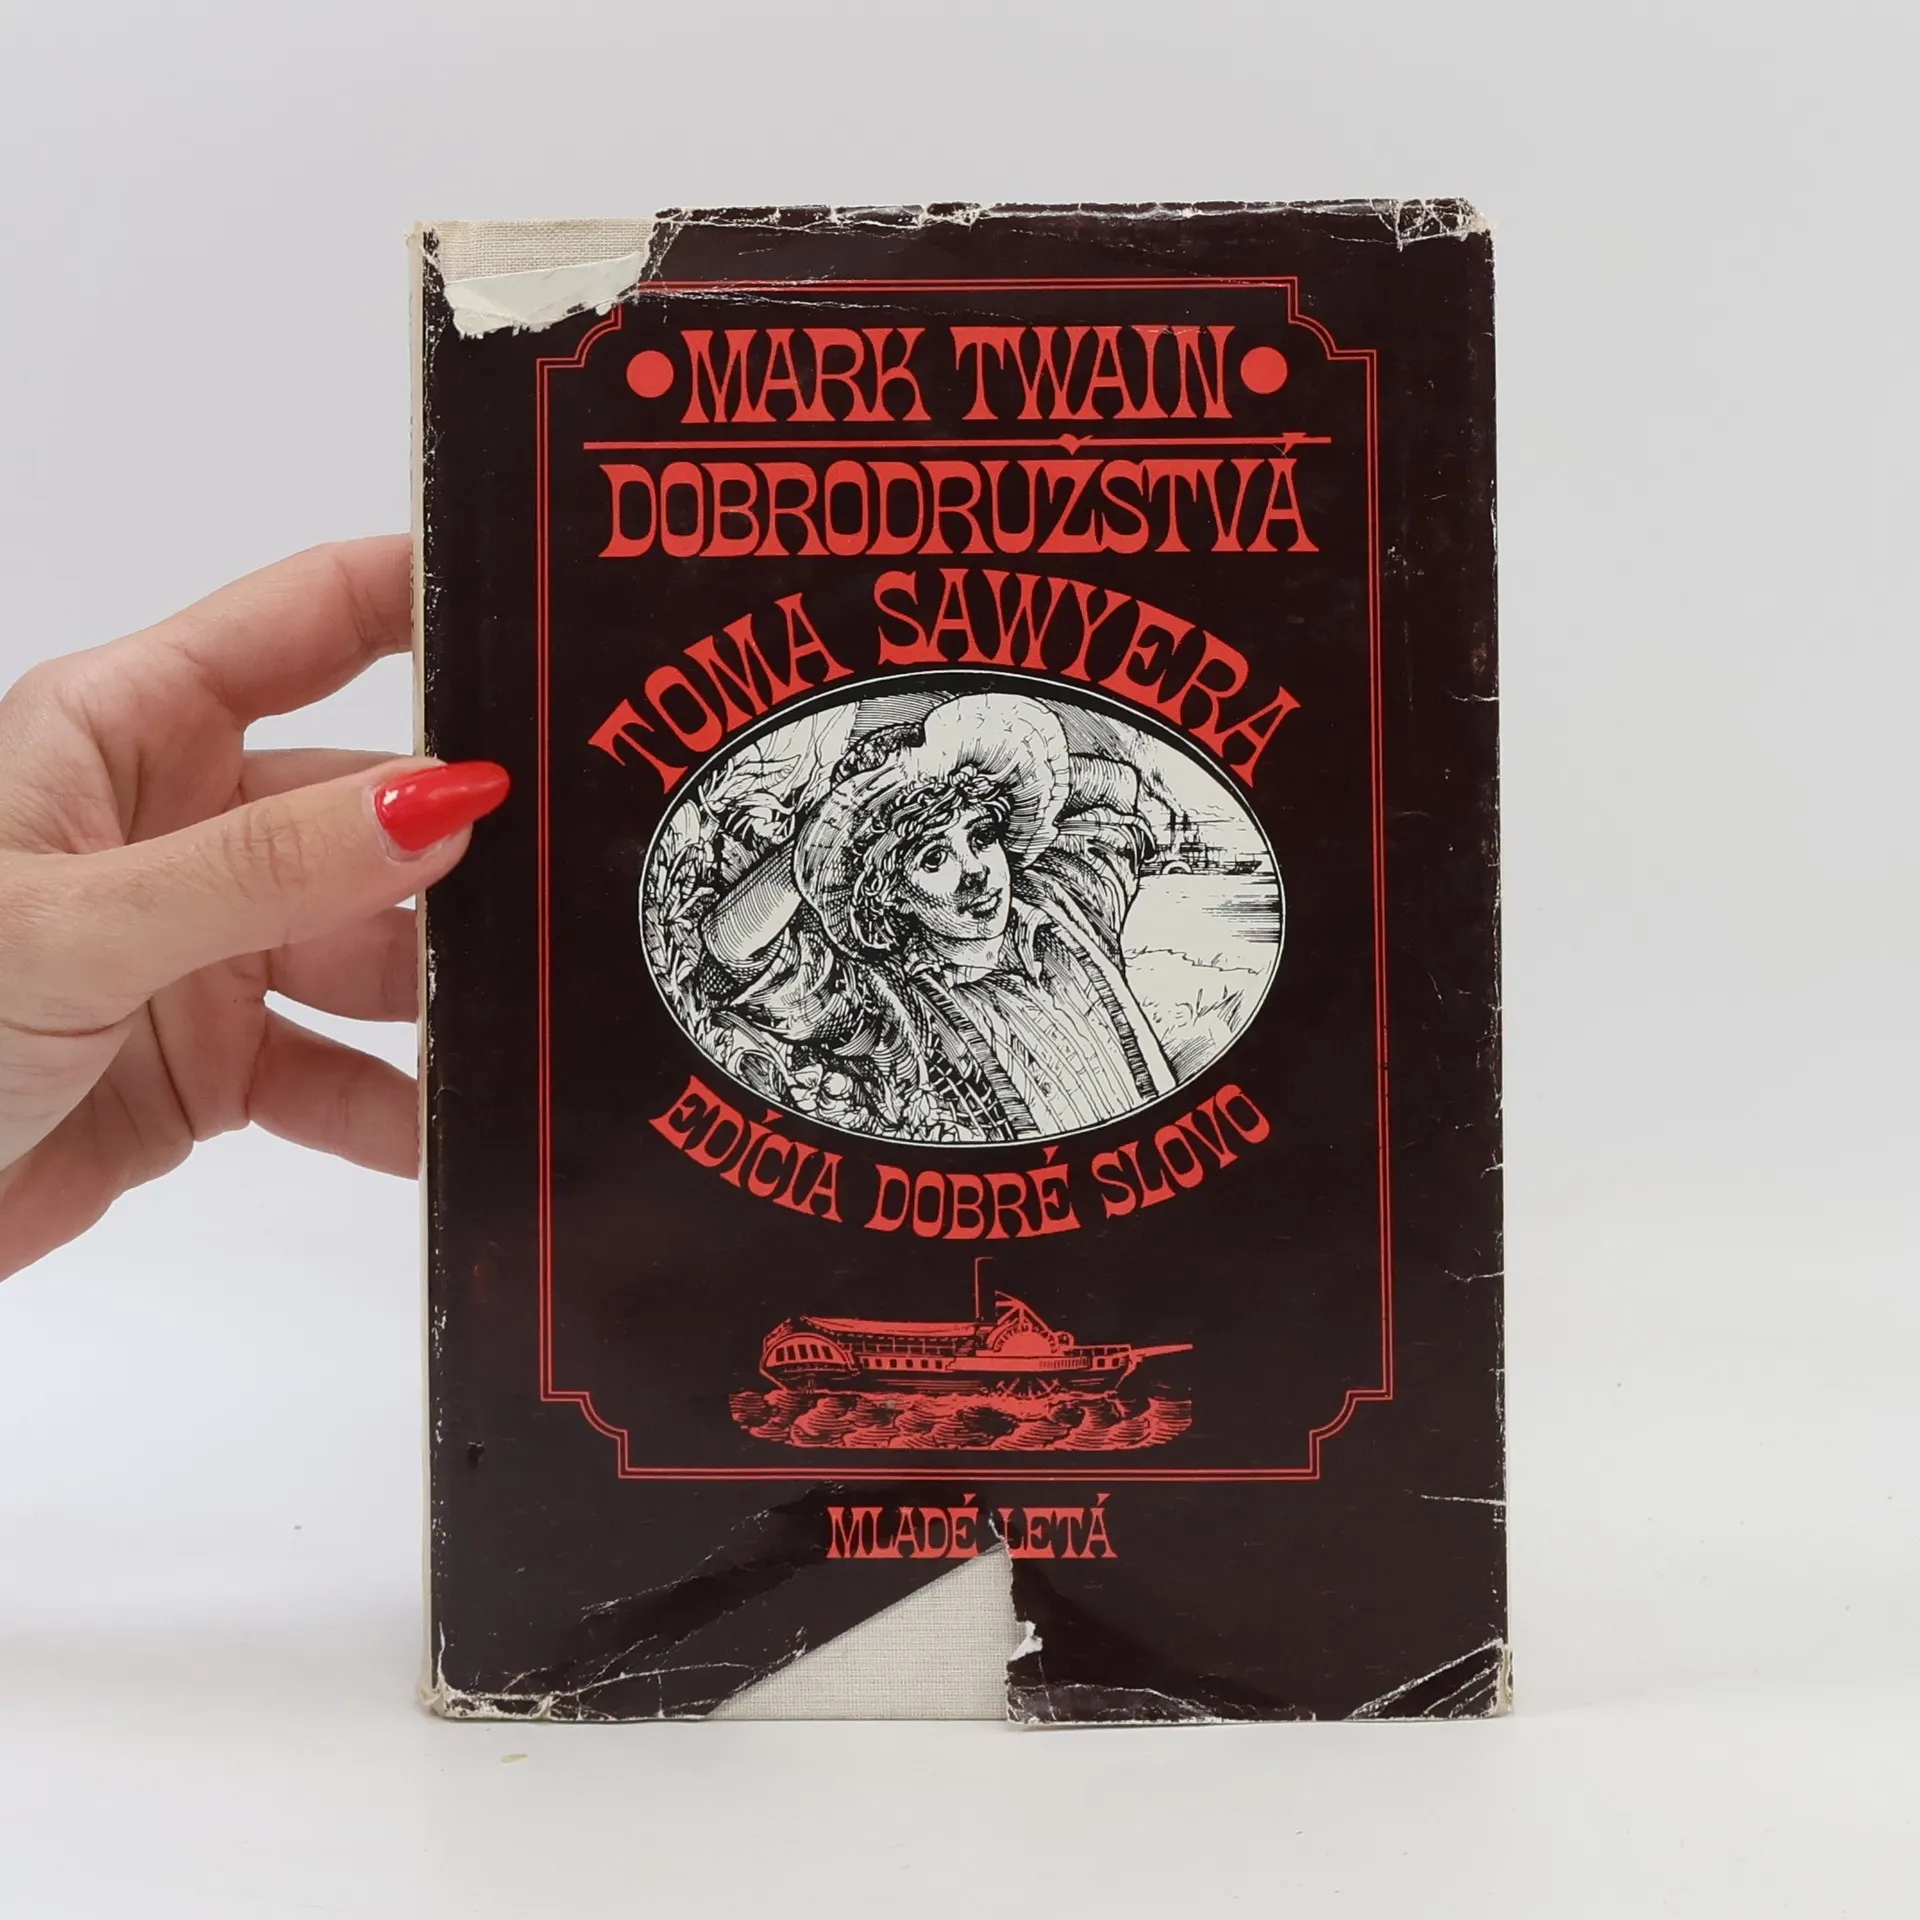 MARK TWAIN
DOBRODRUŽSTVÁ
TOMA SAWYERA
EDÍCIA DOBRÉ SLOVO
MLADÉ LETÁ